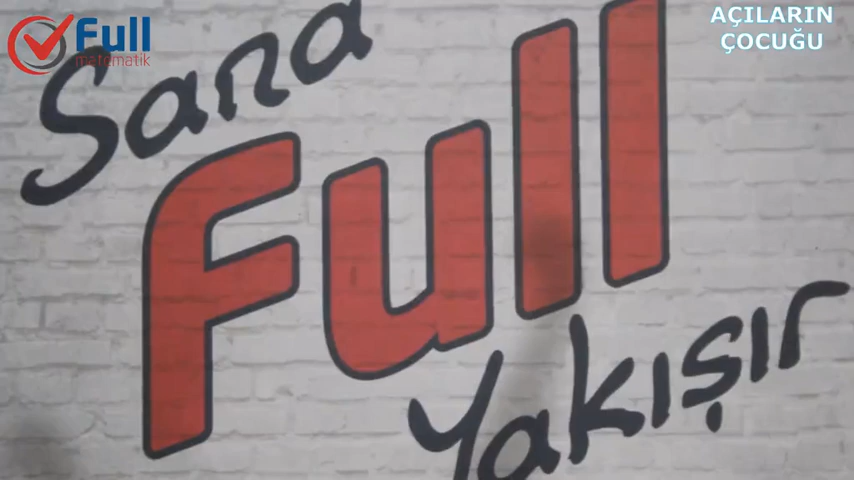 Full
matematik
AÇILARIN
ÇOCUĞU
Sana
Full
Yakışır